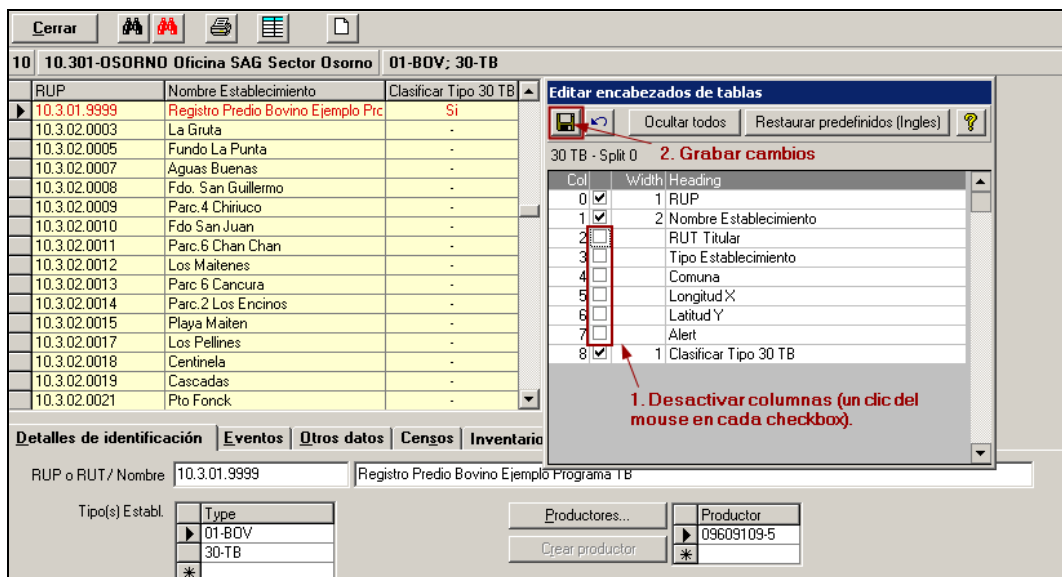 Cerrar
10 10.301-OSORNO Oficina SAG Sector Osorno 01-BOV; 30-TB
RUP Nombre Establecimiento Clasificar Tipo 30 TB
10.3.01.9999 Registro Predio Bovino Ejemplo Prc Si
10.3.02.0003 La Gruta -
10.3.02.0005 Fundo La Punta -
10.3.02.0007 Aguas Buenas -
10.3.02.0008 Fdo. San Guillermo -
10.3.02.0009 Parc.4 Chiriuco -
10.3.02.0010 Fdo San Juan -
10.3.02.0011 Parc.6 Chan Chan -
10.3.02.0012 Los Maitenes -
10.3.02.0013 Parc 6 Cancura -
10.3.02.0014 Parc.2 Los Encinos -
10.3.02.0015 Playa Maiten -
10.3.02.0017 Los Pellines -
10.3.02.0018 Centinela -
10.3.02.0019 Cascadas -
10.3.02.0021 Pto Fonck -
Editar encabezados de tablas
Ocultar todos Restaurar predefinidos (Ingles) ?
30 TB - Split 0 2. Grabar cambios
Col Width Heading
0 1 RUP
1 2 Nombre Establecimiento
2 RUT Titular
3 Tipo Establecimiento
4 Comuna
5 Longitud X
6 Latitud Y
7 Alert
8 1 Clasificar Tipo 30 TB
1. Desactivar columnas (un clic del
mouse en cada checkbox).
Detalles de identificación Eventos Otros datos Censos Inventario
RUP o RUT/ Nombre 10.3.01.9999 Registro Predio Bovino Ejemplo Programa TB
Tipo(s) Establ. Type
01-BOV
30-TB
Productores... Productor
09609109-5
Crear productor